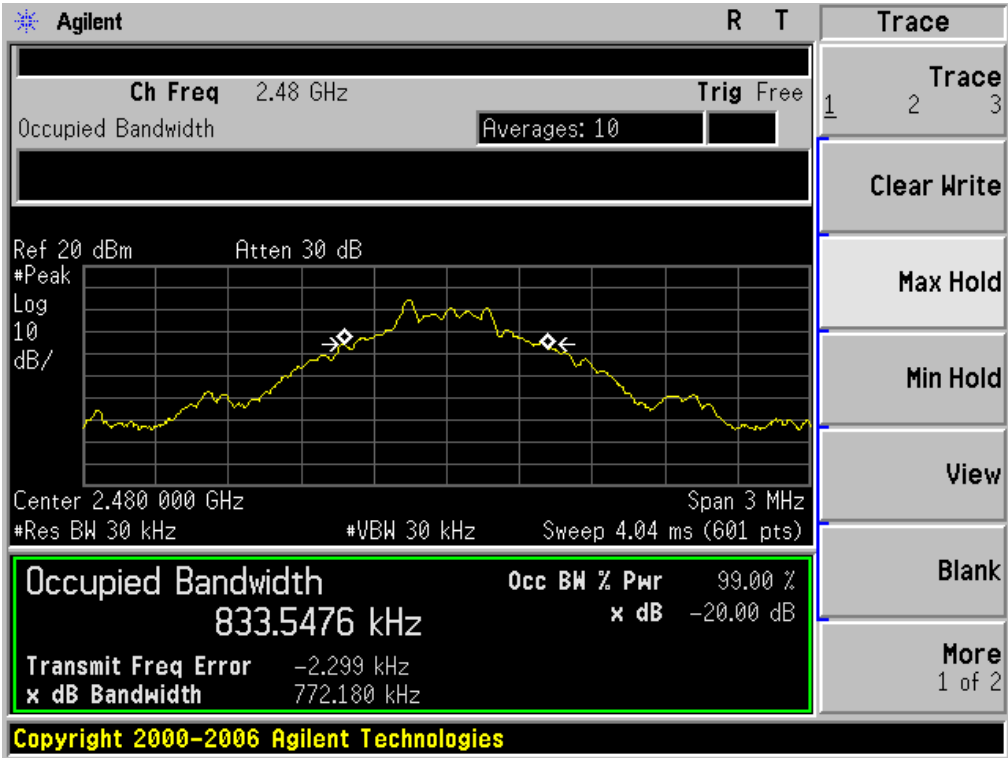 Agilent R T Trace
Ch Freq 2.48 GHz Trig Free
Occupied Bandwidth Averages: 10
Trace
1 2 3
Clear Write
Max Hold
Min Hold
View
Blank
More
1 of 2
Ref 20 dBm Atten 30 dB
#Peak
Log
10
dB/
Center 2.480 000 GHz Span 3 MHz
#Res BW 30 kHz #VBW 30 kHz Sweep 4.04 ms (601 pts)
Occupied Bandwidth Occ BW % Pwr 99.00 %
833.5476 kHz x dB -20.00 dB
Transmit Freq Error -2.299 kHz
x dB Bandwidth 772.180 kHz
Copyright 2000-2006 Agilent Technologies